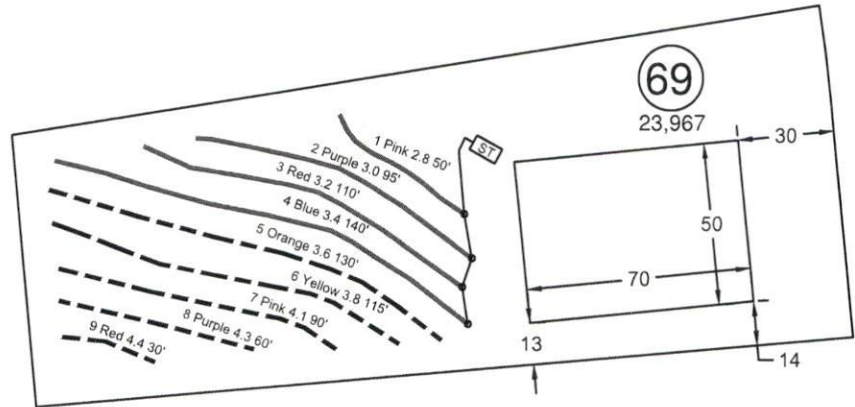 69
23,967
30
1 Pink 2.8 50'
ST
2 Purple 3.0 95'
3 Red 3.2 110'
4 Blue 3.4 140'
50
5 Orange 3.6 130'
70
6 Yellow 3.8 115'
7 Pink 4.1 90'
8 Purple 4.3 60'
9 Red 4.4 30'
13
14